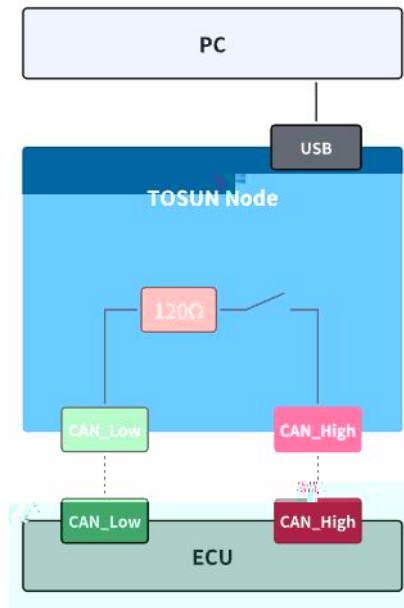 PC
USB
TOSUN Node
120Ω
CAN_Low
CAN_High
CAN_Low
CAN_High
ECU